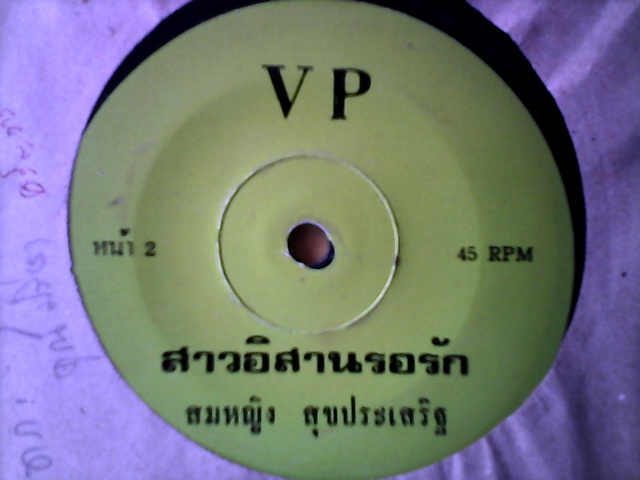 VP
หน้า 2
45 RPM
สาวอิสานรอรัก
สมหญิง สุขประเสริฐ